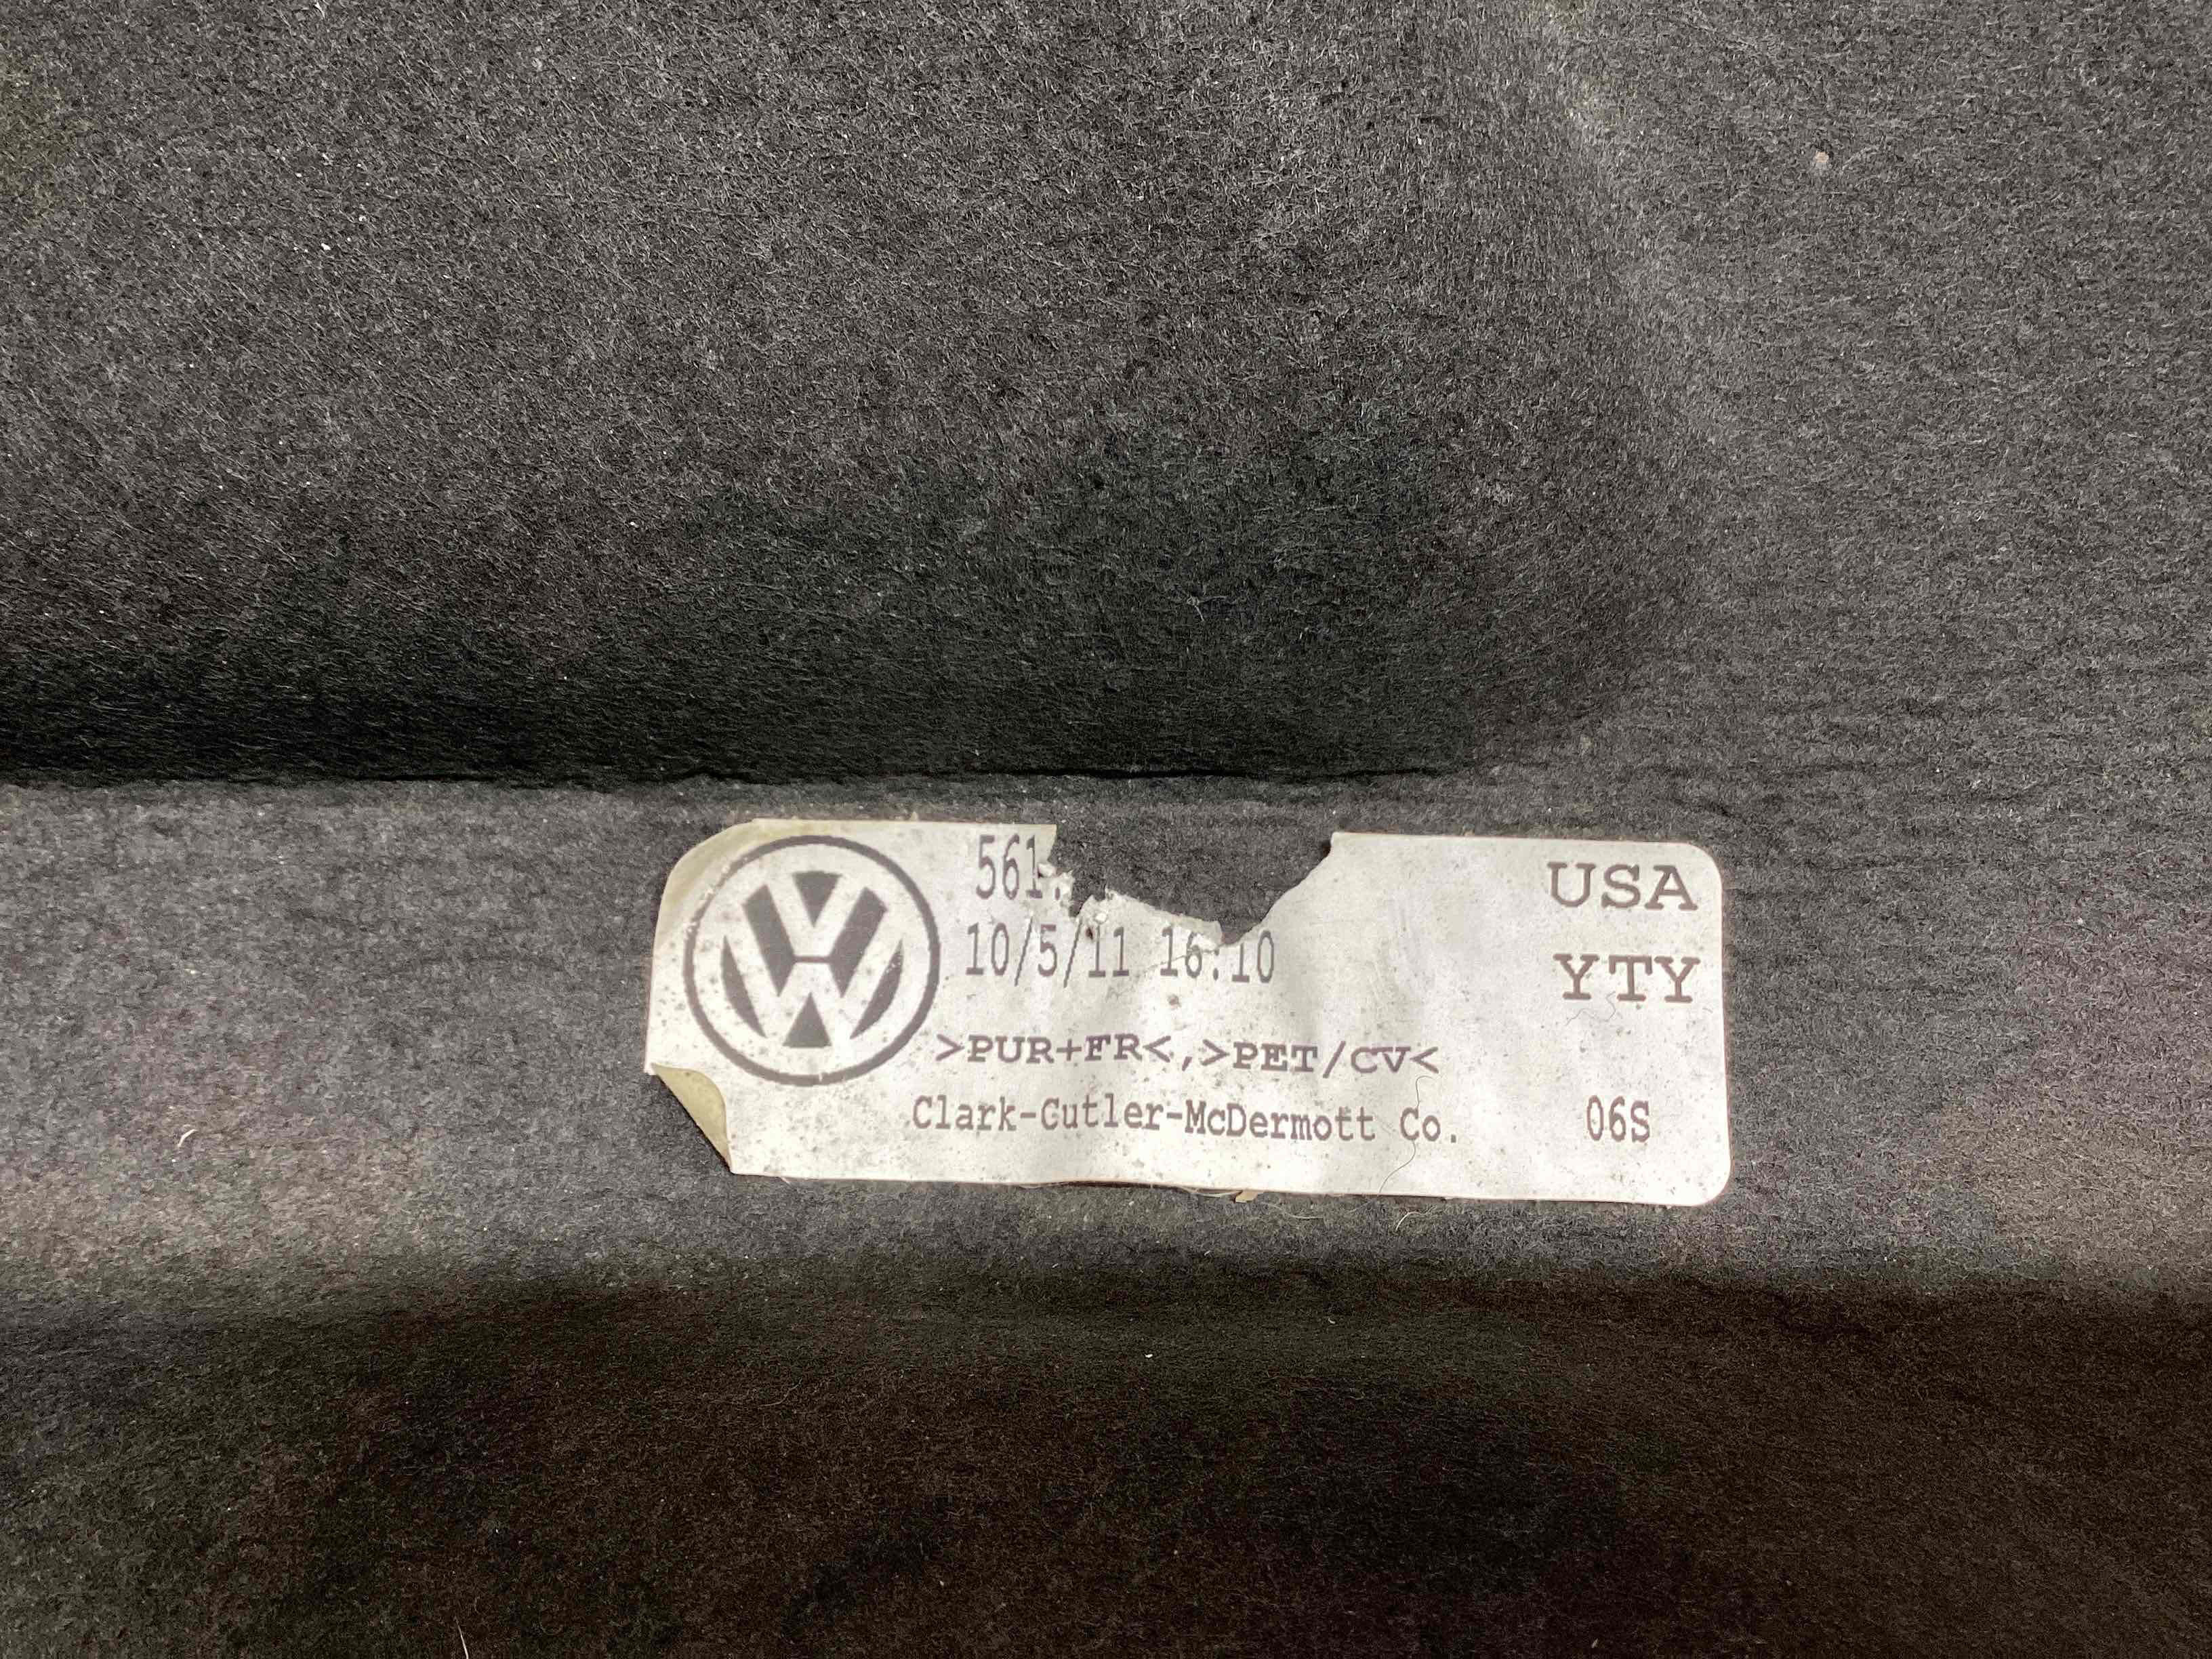 561.
USA
10/5/11 16:10
YTY
>PUR+FR<,>PET/CV<
Clark-Cutler-McDermott Co.
06S